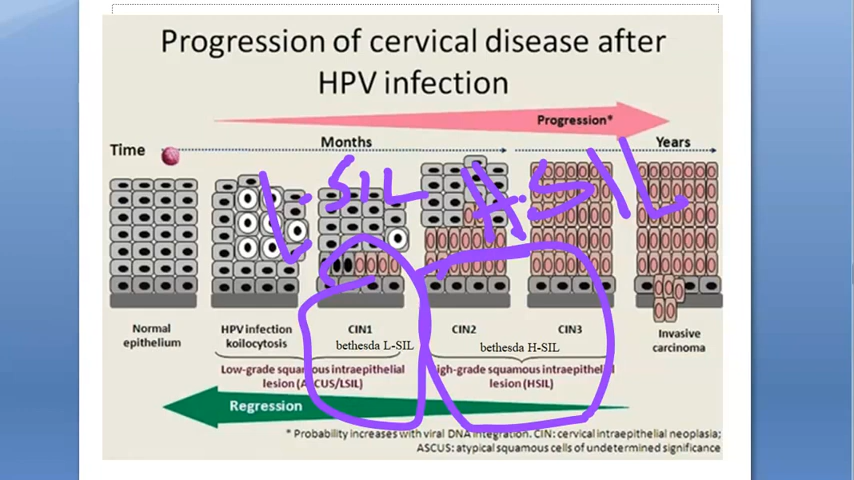 Progression of cervical disease after
HPV infection
Progression*
Time
Months
Years
L-SIL
H-SIL
Normal
epithelium
HPV infection
koilocytosis
CIN1
bethesda L-SIL
CIN2
CIN3
bethesda H-SIL
Invasive
carcinoma
Low-grade squamous intraepithelial
lesion (ASCUS/LSIL)
High-grade squamous intraepithelial
lesion (HSIL)
Regression
* Probability increases with viral DNA integration. CIN: cervical intraepithelial neoplasia;
ASCUS: atypical squamous cells of undetermined significance